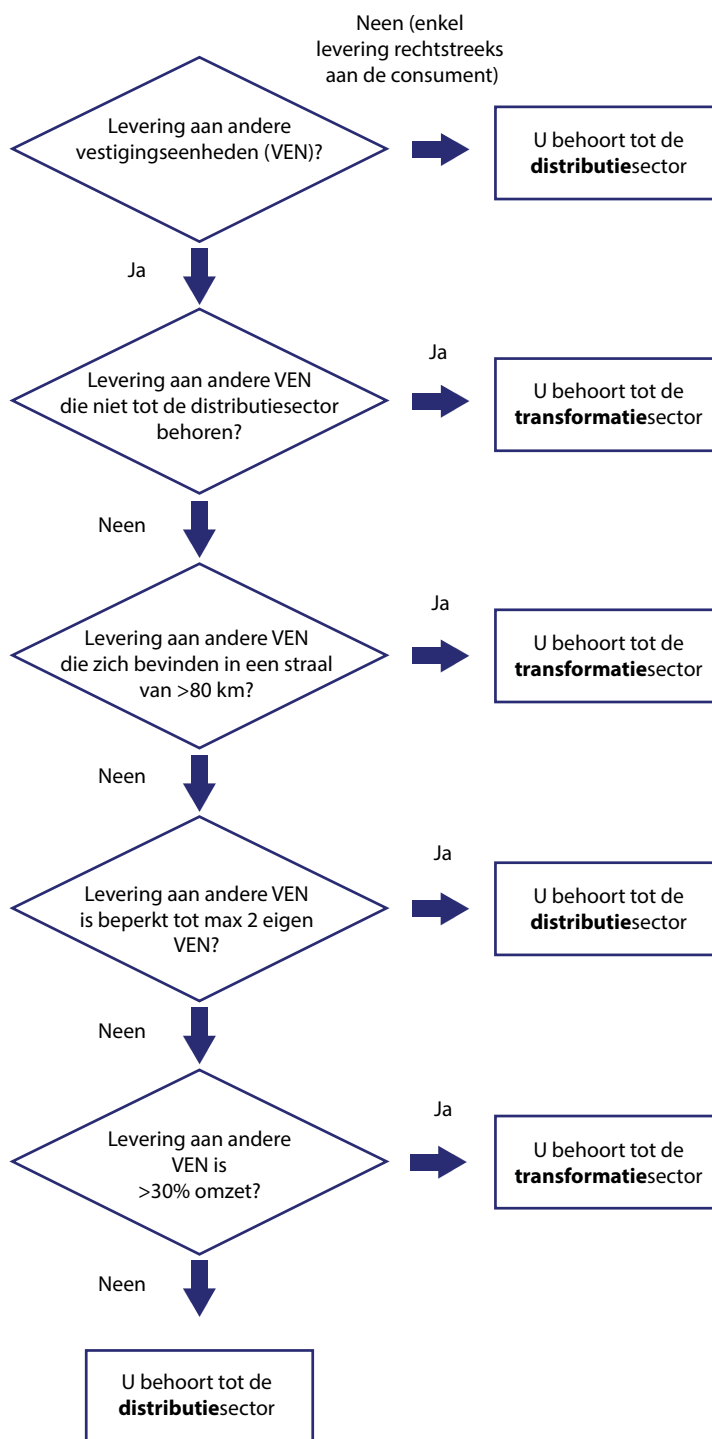 Neen (enkel
levering rechtstreeks
aan de consument)
Levering aan andere
vestigingseenheden (VEN)?
U behoort tot de
distributiesector
Ja
Levering aan andere VEN
die niet tot de distributiesector
behoren?
Ja
U behoort tot de
transformatiesector
Neen
Levering aan andere VEN
die zich bevinden in een straal
van >80 km?
Ja
U behoort tot de
transformatiesector
Neen
Levering aan andere VEN
is beperkt tot max 2 eigen
VEN?
Ja
U behoort tot de
distributiesector
Neen
Levering aan andere
VEN is
>30% omzet?
Ja
U behoort tot de
transformatiesector
Neen
U behoort tot de
distributiesector